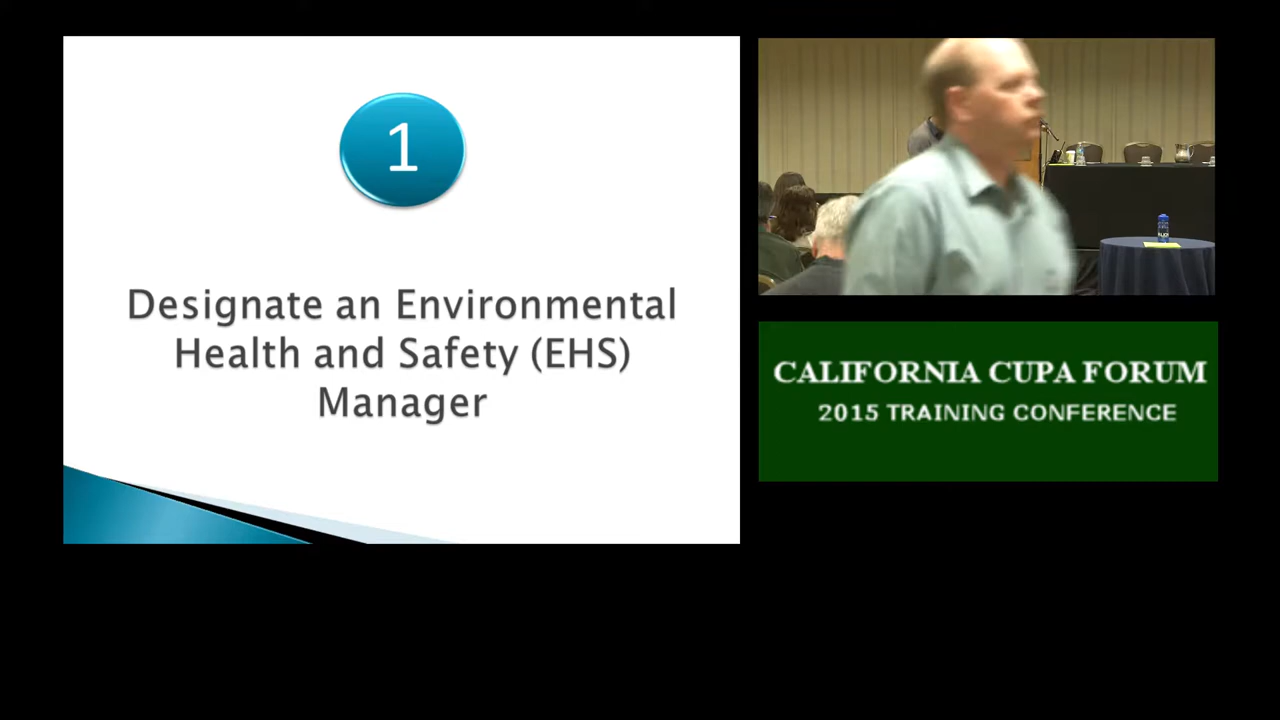 1
Designate an Environmental
Health and Safety (EHS)
Manager
CALIFORNIA CUPA FORUM
2015 TRAINING CONFERENCE